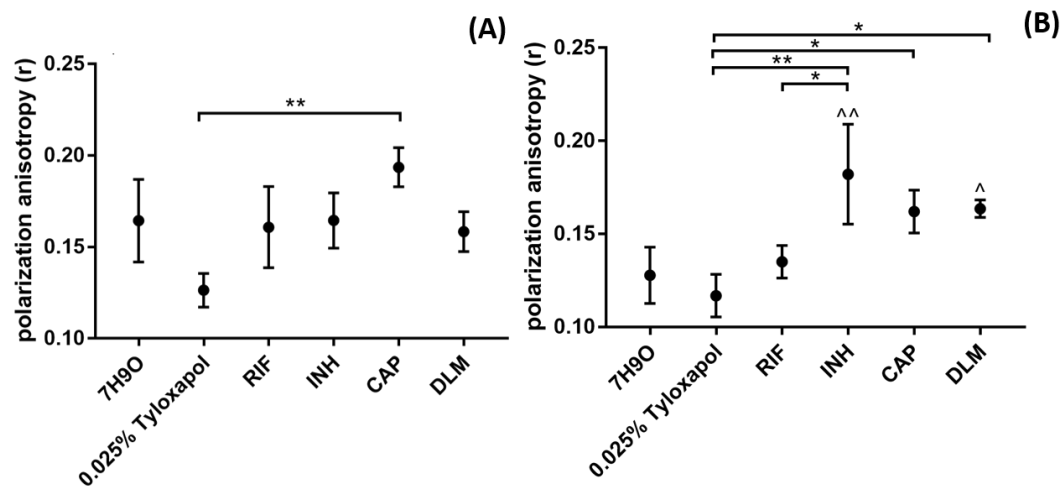 (A)
polarization anisotropy (r)
0.25
0.20
0.15
0.10
**
7H9O
0.025% Tyloxapol
RIF
INH
CAP
DLM
(B)
polarization anisotropy (r)
0.25
0.20
0.15
0.10
*
*
**
*
^^
^
7H9O
0.025% Tyloxapol
RIF
INH
CAP
DLM